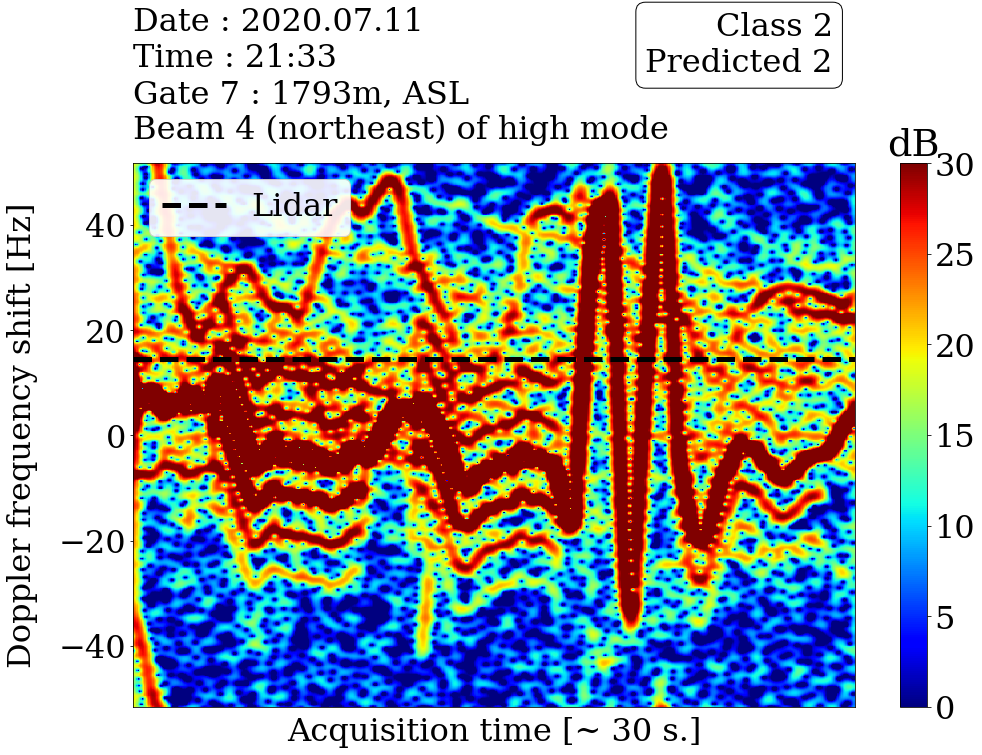 Date : 2020.07.11
Time : 21:33
Gate 7 : 1793m, ASL
Beam 4 (northeast) of high mode
Class 2
Predicted 2
dB
Lidar
Doppler frequency shift [Hz]
40
20
0
−20
−40
30
25
20
15
10
5
0
Acquisition time [~ 30 s.]